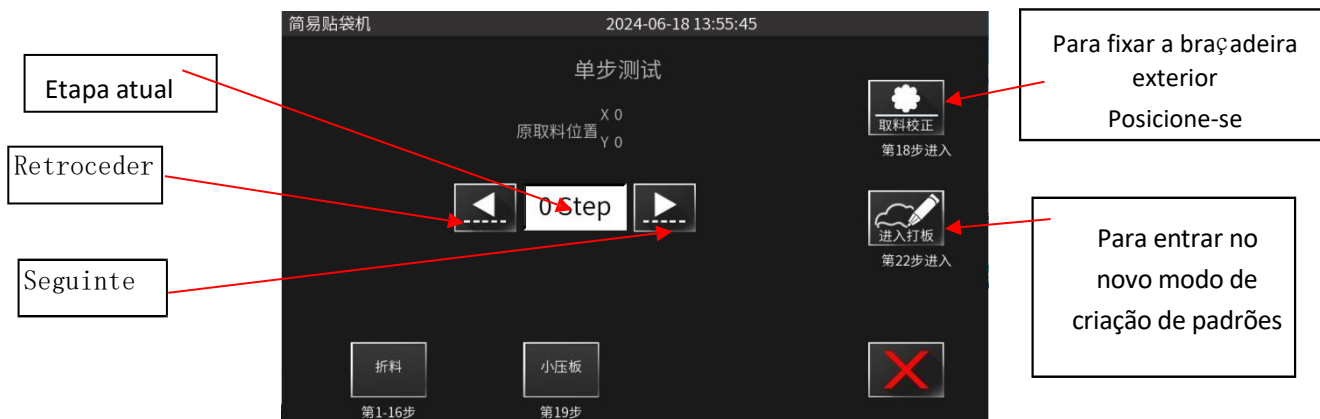 简易贴袋机
2024-06-18 13:55:45
Para fixar a braçadeira
exterior
Posicione-se
Etapa atual
单步测试
原取料位置
X 0
Y 0
取料校正
第18步进入
Retroceder
0 Step
进入打板
第22步进入
Para entrar no
novo modo de
criação de padrões
Seguinte
折料
第1-16步
小压板
第19步